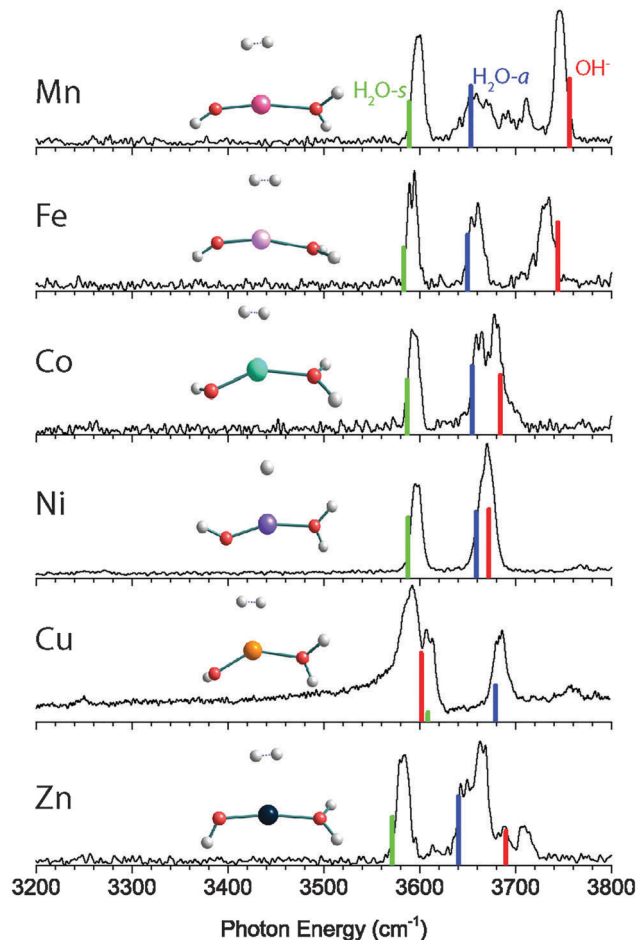 Mn
H₂O-s
H₂O-a
OH⁻
Fe
Co
Ni
Cu
Zn
3200 3300 3400 3500 3600 3700 3800
Photon Energy (cm⁻¹)